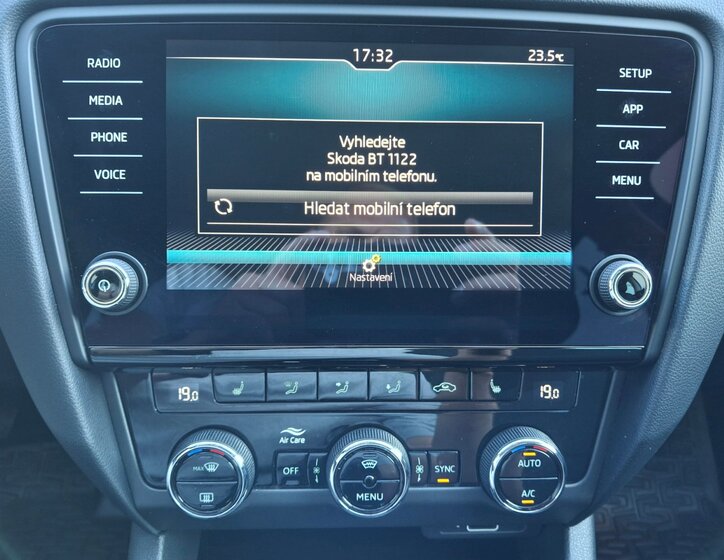 17:32
23.5°C
RADIO
MEDIA
PHONE
VOICE
SETUP
APP
CAR
MENU
Vyhledejte
Skoda BT 1122
na mobilním telefonu.
Hledat mobilní telefon
Nastavení
19.0
19.0
Air Care
MAX
OFF
MENU
SYNC
AUTO
A/C